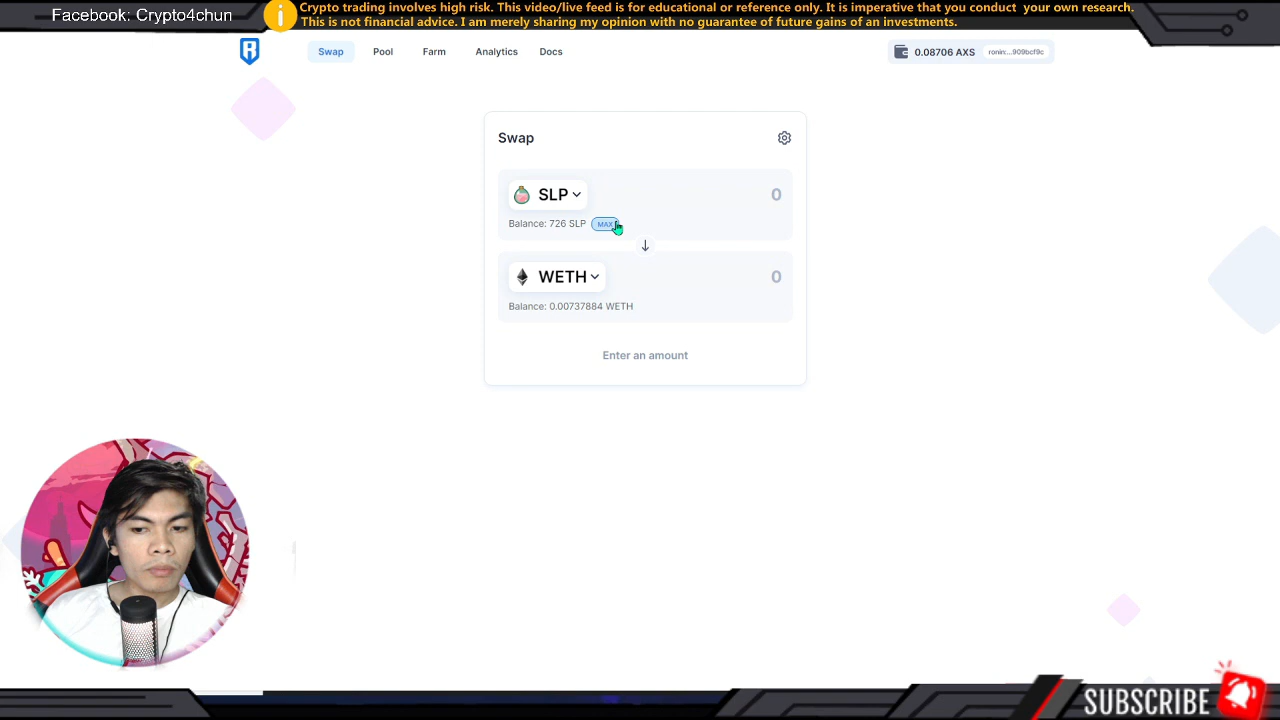 Facebook: Crypto4chun
Crypto trading involves high risk. This video/live feed is for educational or reference only. It is imperative that you conduct your own research.
This is not financial advice. I am merely sharing my opinion with no guarantee of future gains of an investments.
Swap
Pool
Farm
Analytics
Docs
0.08706 AXS
ronin:...909bcf9c
Swap
SLP
0
Balance: 726 SLP
MAX
WETH
0
Balance: 0.00737884 WETH
Enter an amount
SUBSCRIBE